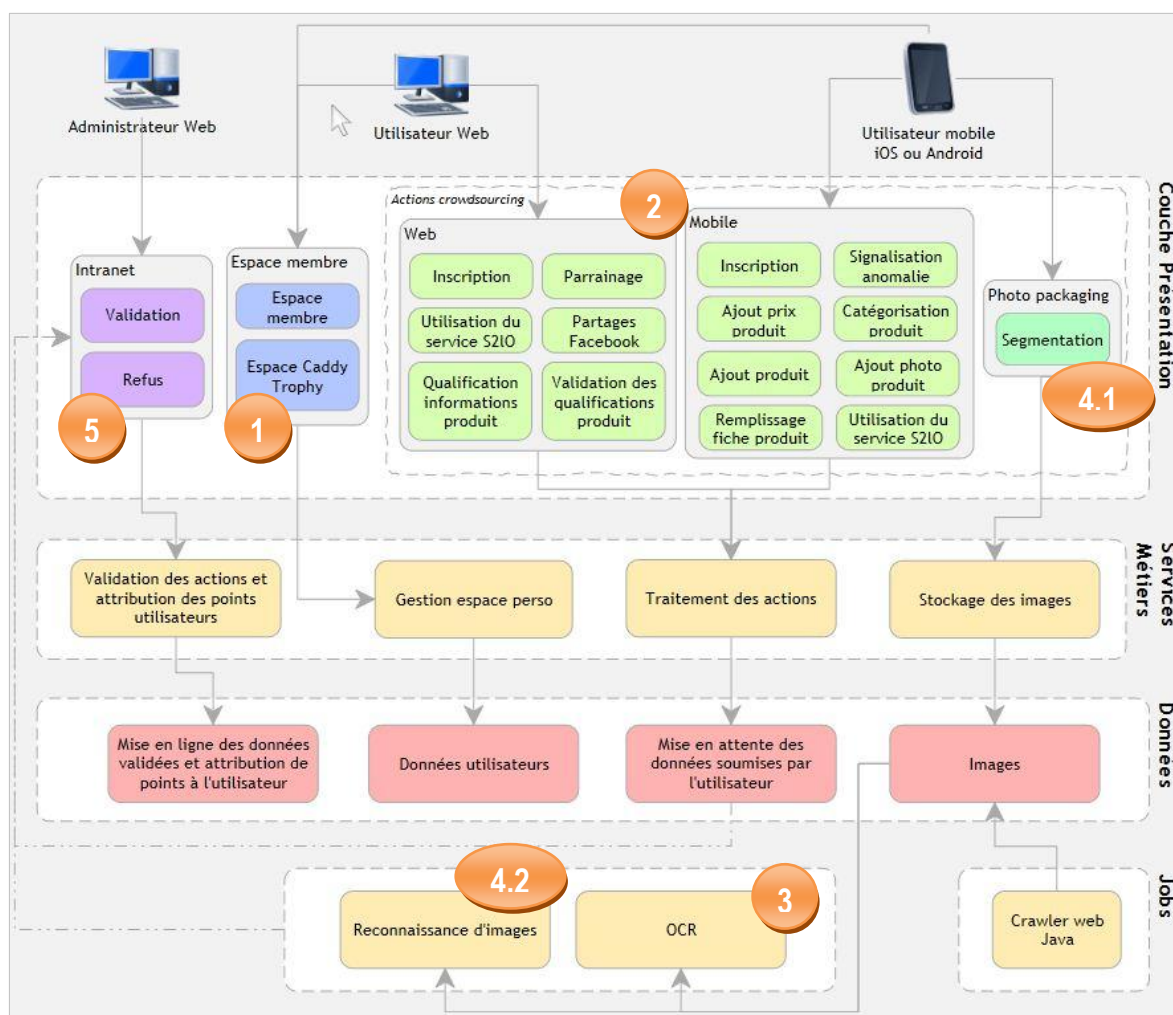 Administrateur Web
Utilisateur Web
Utilisateur mobile
iOS ou Android
Couche Présentation
Actions crowdsourcing
2
Web
Inscription
Parrainage
Utilisation du
service S2lO
Partages
Facebook
Qualification
informations
produit
Validation des
qualifications
produit
Mobile
Inscription
Signalisation
anomalie
Ajout prix
produit
Catégorisation
produit
Ajout produit
Ajout photo
produit
Remplissage
fiche produit
Utilisation du
service S2lO
Intranet
Validation
Refus
5
Espace membre
Espace
membre
Espace Caddy
Trophy
1
Photo packaging
Segmentation
4.1
Services
Métiers
Validation des actions et
attribution des points
utilisateurs
Gestion espace perso
Traitement des actions
Stockage des images
Données
Mise en ligne des données
validées et attribution de
points à l'utilisateur
Données utilisateurs
Mise en attente des
données soumises par
l'utilisateur
Images
Jobs
4.2
Reconnaissance d'images
3
OCR
Crawler web
Java